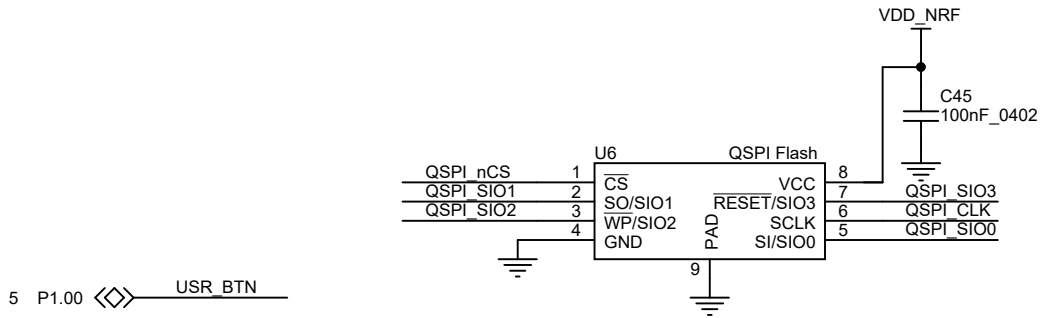 VDD_NRF
C45
100nF_0402
U6 QSPI Flash
QSPI_nCS 1 CS VCC 8
QSPI_SIO1 2 SO/SIO1 RESET/SIO3 7 QSPI_SIO3
QSPI_SIO2 3 WP/SIO2 SCLK 6 QSPI_CLK
4 GND SI/SIO0 5 QSPI_SIO0
PAD
9
5 P1.00 USR_BTN